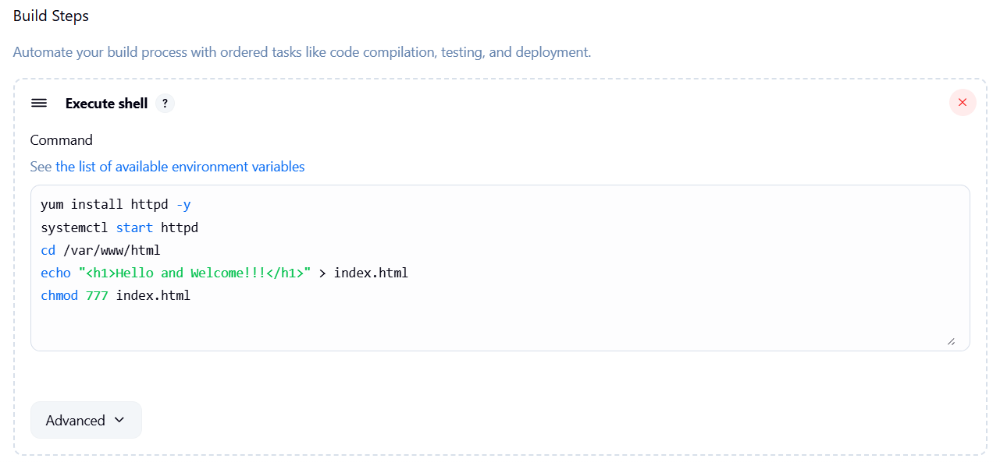 Build Steps
Automate your build process with ordered tasks like code compilation, testing, and deployment.
Execute shell ?
Command
See the list of available environment variables
yum install httpd -y
systemctl start httpd
cd /var/www/html
echo "<h1>Hello and Welcome!!!</h1>" > index.html
chmod 777 index.html
Advanced